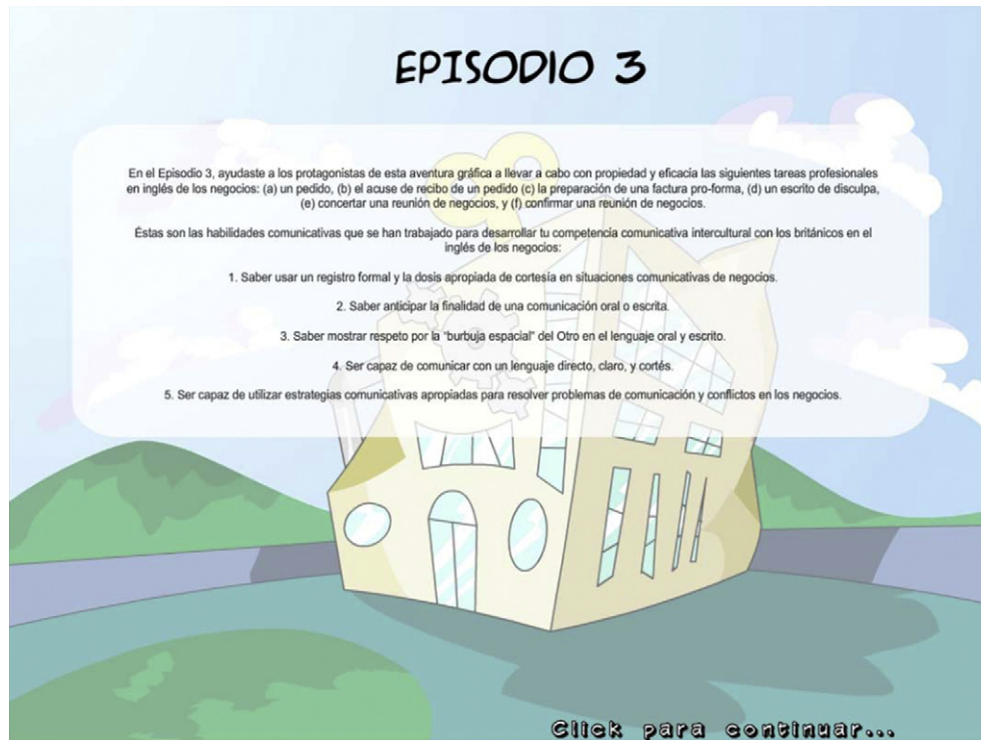 EPISODIO 3
En el Episodio 3, ayudaste a los protagonistas de esta aventura gráfica a llevar a cabo con propiedad y eficacia las siguientes tareas profesionales
en inglés de los negocios: (a) un pedido, (b) el acuse de recibo de un pedido (c) la preparación de una factura pro-forma, (d) un escrito de disculpa,
(e) concertar una reunión de negocios, y (f) confirmar una reunión de negocios.
Éstas son las habilidades comunicativas que se han trabajado para desarrollar tu competencia comunicativa intercultural con los británicos en el
inglés de los negocios:
1. Saber usar un registro formal y la dosis apropiada de cortesía en situaciones comunicativas de negocios.
2. Saber anticipar la finalidad de una comunicación oral o escrita.
3. Saber mostrar respeto por la "burbuja espacial" del Otro en el lenguaje oral y escrito.
4. Ser capaz de comunicar con un lenguaje directo, claro, y cortés.
5. Ser capaz de utilizar estrategias comunicativas apropiadas para resolver problemas de comunicación y conflictos en los negocios.
Click para continuar...